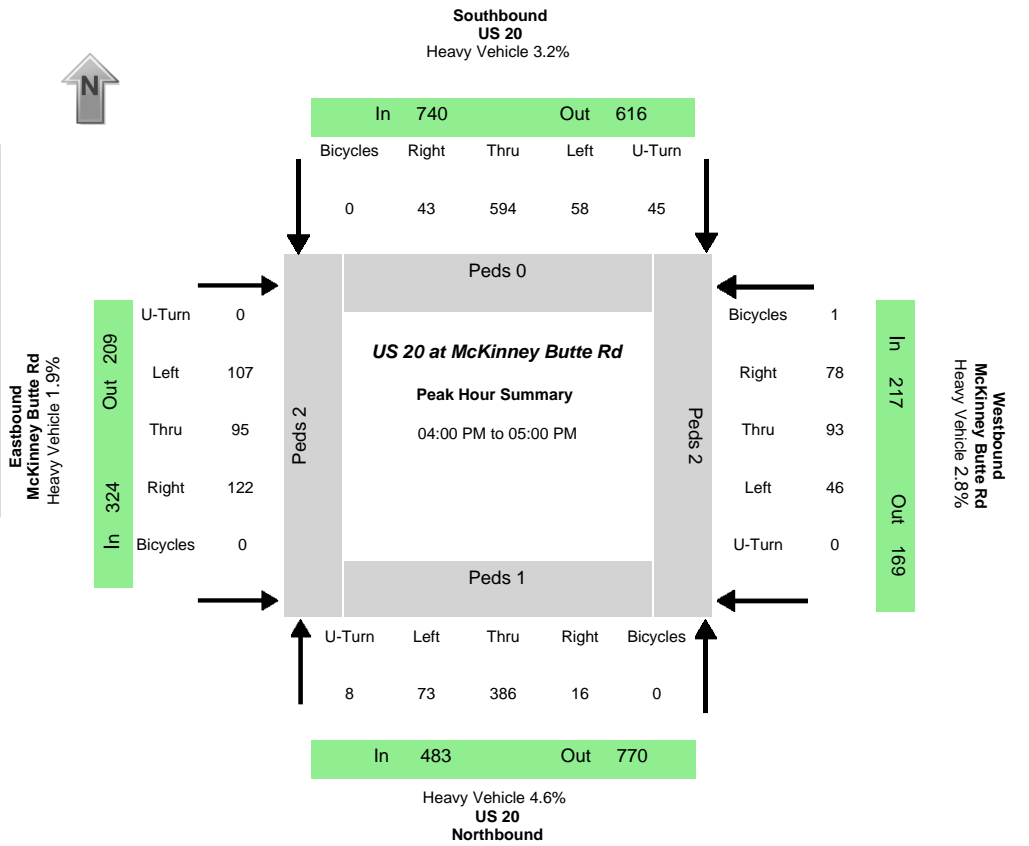 Southbound
US 20
Heavy Vehicle 3.2%
N
In 740 Out 616
Bicycles Right Thru Left U-Turn
0 43 594 58 45
Peds 0
Eastbound
McKinney Butte Rd
Heavy Vehicle 1.9%
Out 209
In 324
U-Turn 0
Left 107
Thru 95
Right 122
Bicycles 0
Peds 2
US 20 at McKinney Butte Rd
Peak Hour Summary
04:00 PM to 05:00 PM
Peds 2
Bicycles 1
Right 78
Thru 93
Left 46
U-Turn 0
In 217
Out 169
Westbound
McKinney Butte Rd
Heavy Vehicle 2.8%
Peds 1
U-Turn Left Thru Right Bicycles
8 73 386 16 0
In 483 Out 770
Heavy Vehicle 4.6%
US 20
Northbound